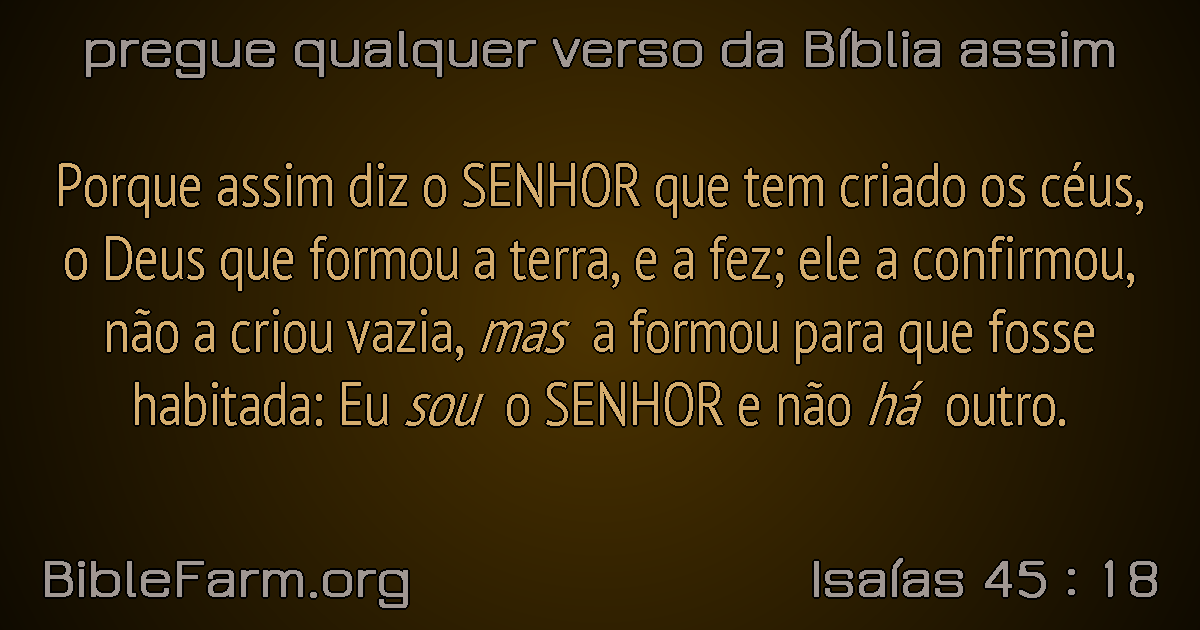 pregue qualquer verso da Bíblia assim
Porque assim diz o SENHOR que tem criado os céus,
o Deus que formou a terra, e a fez; ele a confirmou,
não a criou vazia, mas a formou para que fosse
habitada: Eu sou o SENHOR e não há outro.
BibleFarm.org
Isaías 45 : 18